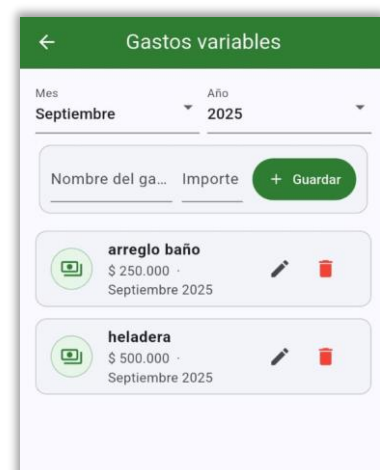 Gastos variables
Mes
Año
Septiembre
2025
Nombre del ga...
Importe
+ Guardar
arreglo baño
$ 250.000 ·
Septiembre 2025
heladera
$ 500.000 ·
Septiembre 2025